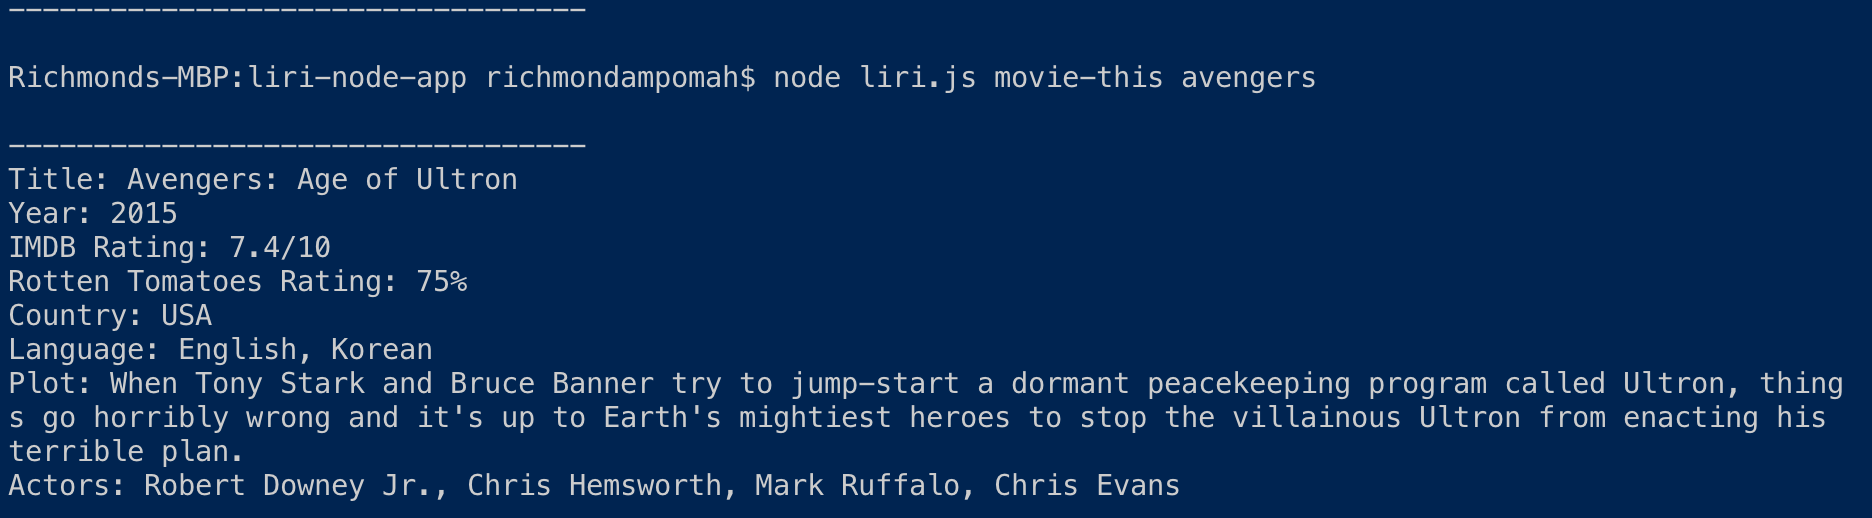 ----------------------------------
Richmonds-MBP:liri-node-app richmondampomah$ node liri.js movie-this avengers
----------------------------------
Title: Avengers: Age of Ultron
Year: 2015
IMDB Rating: 7.4/10
Rotten Tomatoes Rating: 75%
Country: USA
Language: English, Korean
Plot: When Tony Stark and Bruce Banner try to jump-start a dormant peacekeeping program called Ultron, thing
s go horribly wrong and it's up to Earth's mightiest heroes to stop the villainous Ultron from enacting his
terrible plan.
Actors: Robert Downey Jr., Chris Hemsworth, Mark Ruffalo, Chris Evans